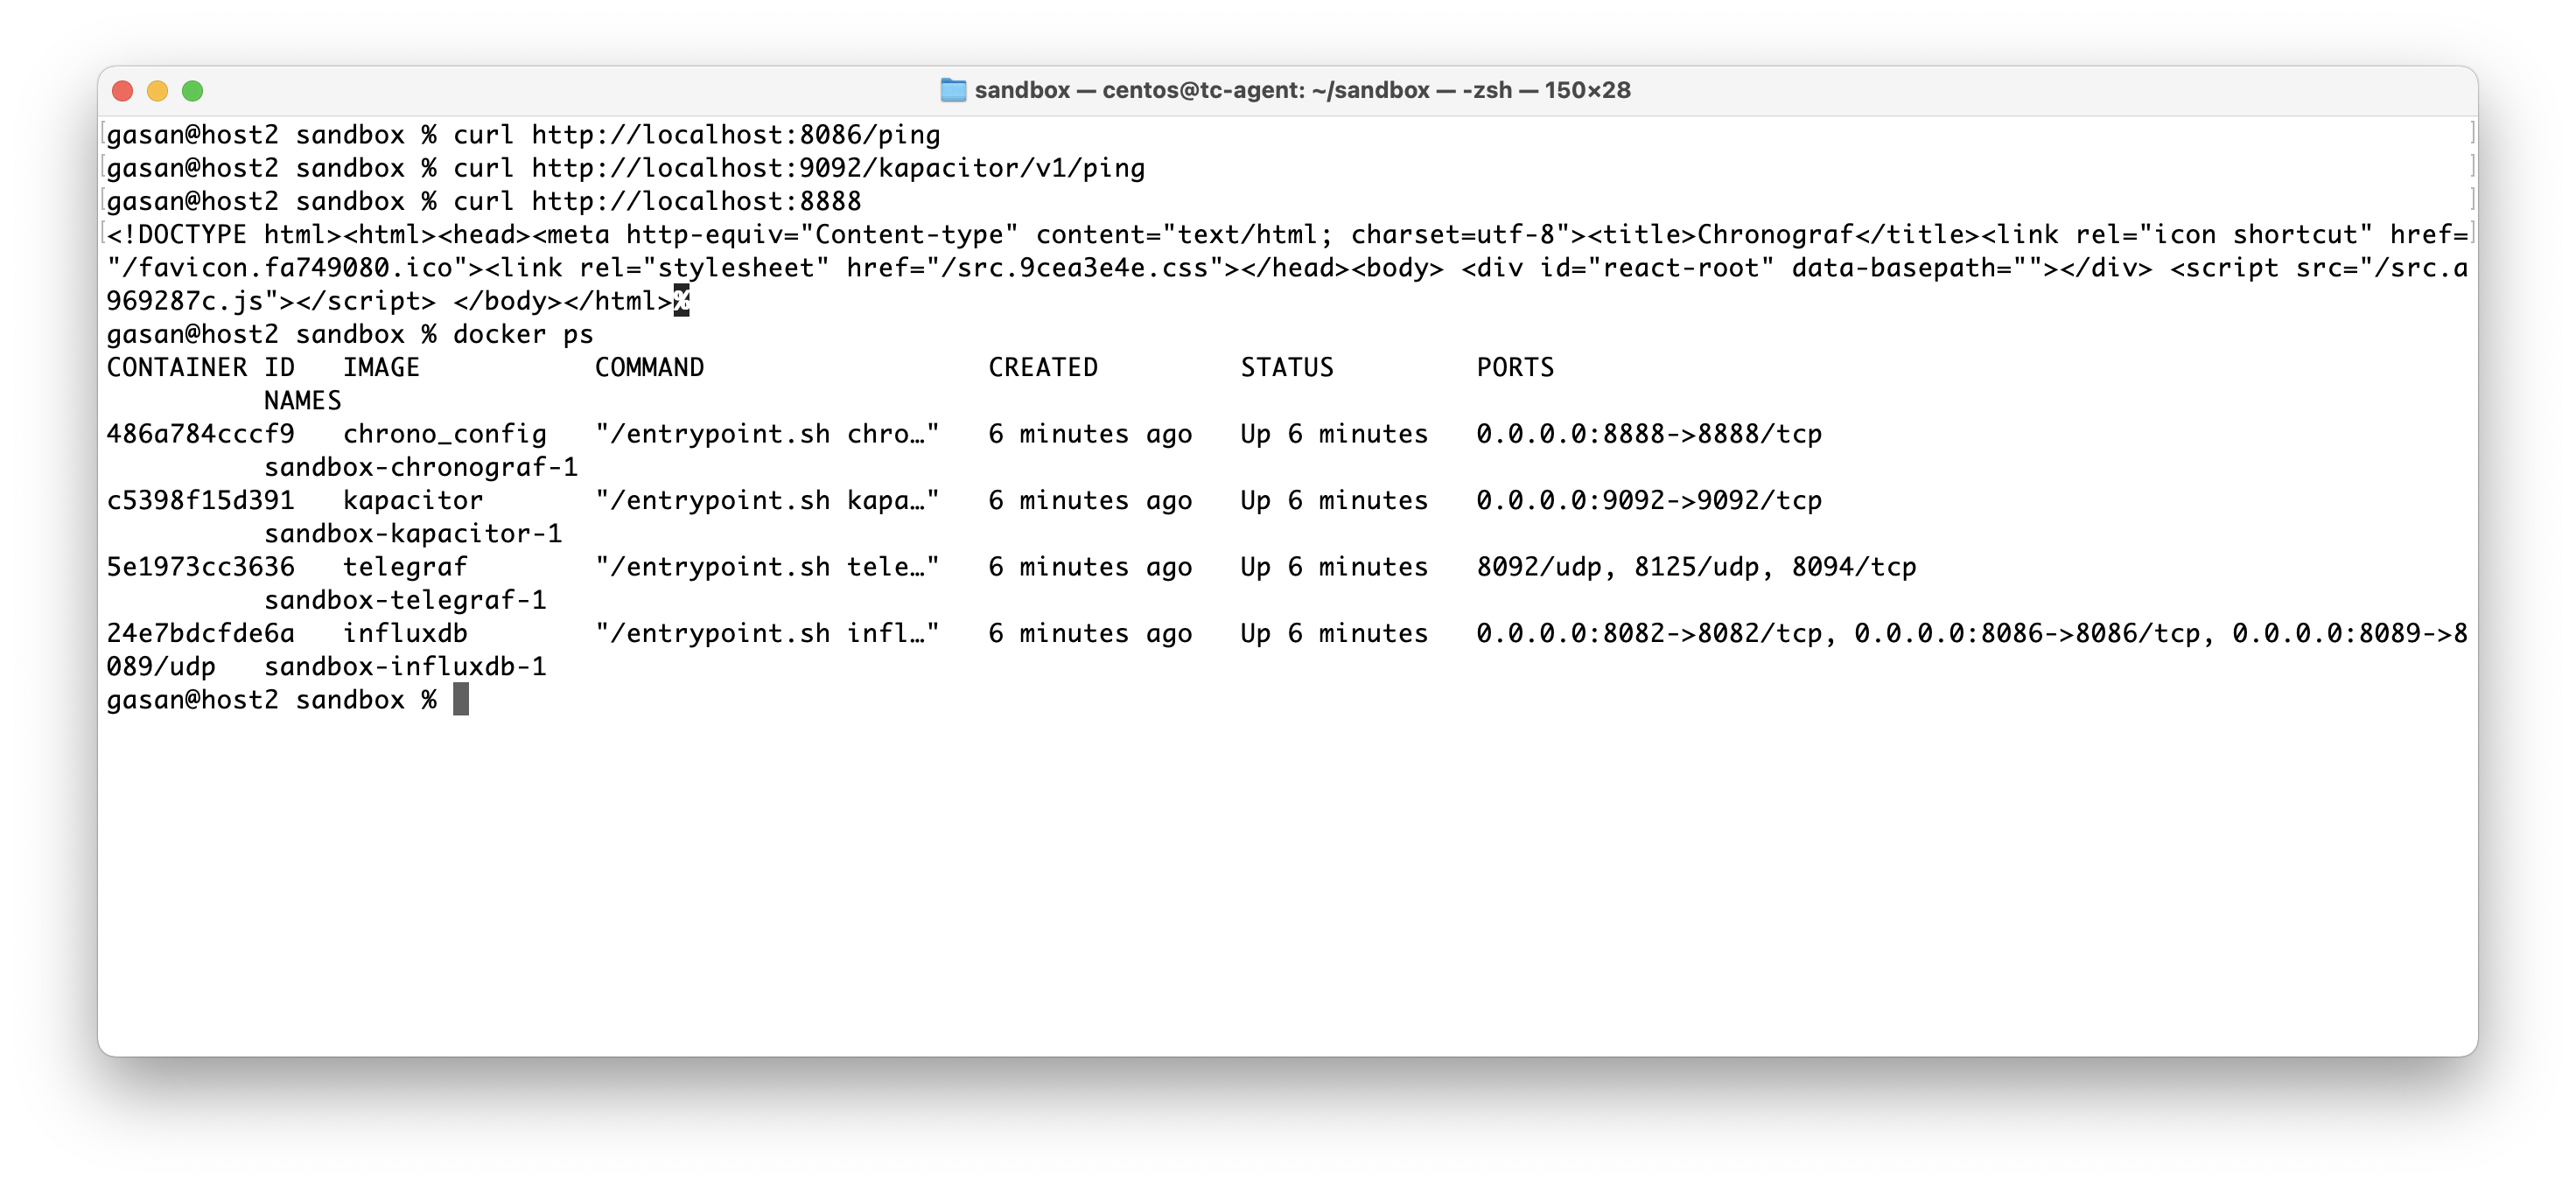 sandbox — centos@tc-agent: ~/sandbox — -zsh — 150×28
gasan@host2 sandbox % curl http://localhost:8086/ping
gasan@host2 sandbox % curl http://localhost:9092/kapacitor/v1/ping
gasan@host2 sandbox % curl http://localhost:8888
<!DOCTYPE html><html><head><meta http-equiv="Content-type" content="text/html; charset=utf-8"><title>Chronograf</title><link rel="icon shortcut" href=
"/favicon.fa749080.ico"><link rel="stylesheet" href="/src.9cea3e4e.css"></head><body> <div id="react-root" data-basepath=""></div> <script src="/src.a
969287c.js"></script> </body></html>%
gasan@host2 sandbox % docker ps
CONTAINER ID   IMAGE           COMMAND                  CREATED         STATUS         PORTS
          NAMES
486a784cccf9   chrono_config   "/entrypoint.sh chro…"   6 minutes ago   Up 6 minutes   0.0.0.0:8888->8888/tcp
          sandbox-chronograf-1
c5398f15d391   kapacitor       "/entrypoint.sh kapa…"   6 minutes ago   Up 6 minutes   0.0.0.0:9092->9092/tcp
          sandbox-kapacitor-1
5e1973cc3636   telegraf        "/entrypoint.sh tele…"   6 minutes ago   Up 6 minutes   8092/udp, 8125/udp, 8094/tcp
          sandbox-telegraf-1
24e7bdcfde6a   influxdb        "/entrypoint.sh infl…"   6 minutes ago   Up 6 minutes   0.0.0.0:8082->8082/tcp, 0.0.0.0:8086->8086/tcp, 0.0.0.0:8089->8
089/udp   sandbox-influxdb-1
gasan@host2 sandbox %